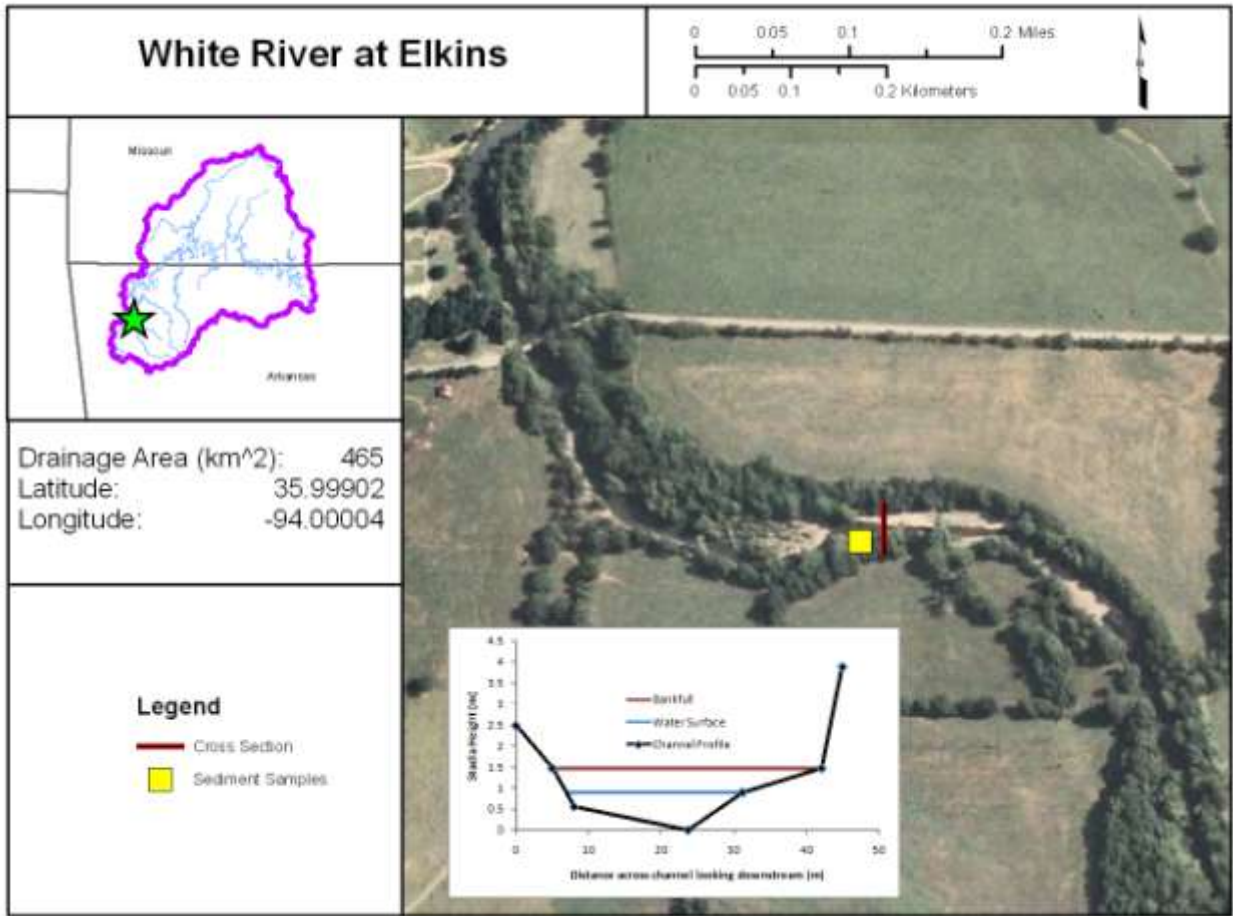 White River at Elkins
0 0.05 0.1 0.2 Miles
0 0.05 0.1 0.2 Kilometers
N
Missouri
Arkansas
Drainage Area (km^2): 465
Latitude: 35.99902
Longitude: -94.00004
Legend
Cross Section
Sediment Samples
Stadia Height (m)
4.5
4
3.5
3
2.5
2
1.5
1
0.5
0
Bankfull
Water Surface
Channel Profile
0 10 20 30 40 50
Distance across channel looking downstream (m)